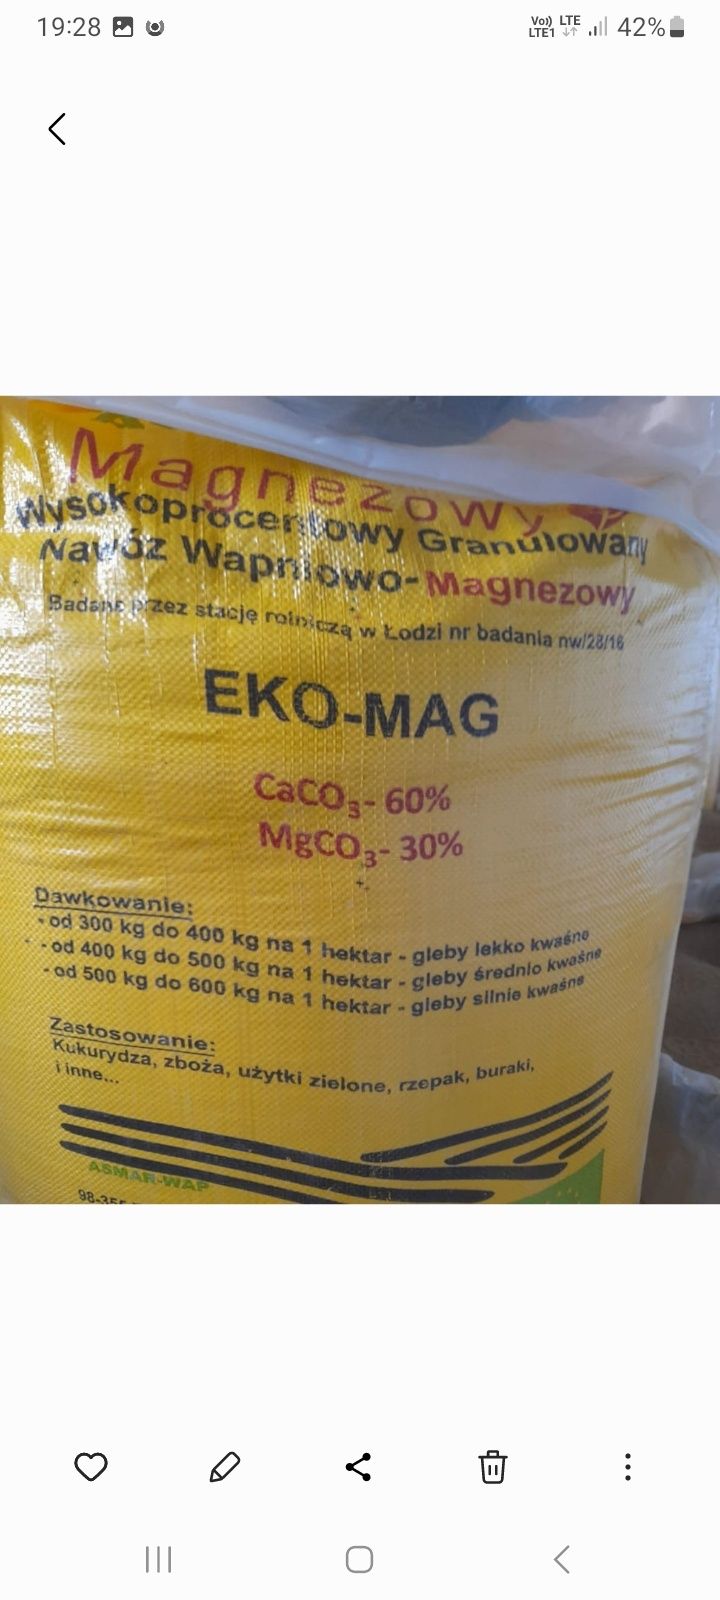 19:28
Vo)) LTE
LTE1
42%
Magnezowy
Wysokoprocentowy Granulowany
Nawóz Wapniowo-Magnezowy
Badane przez stację rolniczą w Łodzi nr badania nw/28/16
EKO-MAG
CaCO₃- 60%
MgCO₃- 30%
Dawkowanie:
- od 300 kg do 400 kg na 1 hektar - gleby lekko kwaśne
- od 400 kg do 500 kg na 1 hektar - gleby średnio kwaśne
- od 500 kg do 600 kg na 1 hektar - gleby silnie kwaśne
Zastosowanie:
Kukurydza, zboża, użytki zielone, rzepak, buraki,
i inne...
ASMAR-WAP